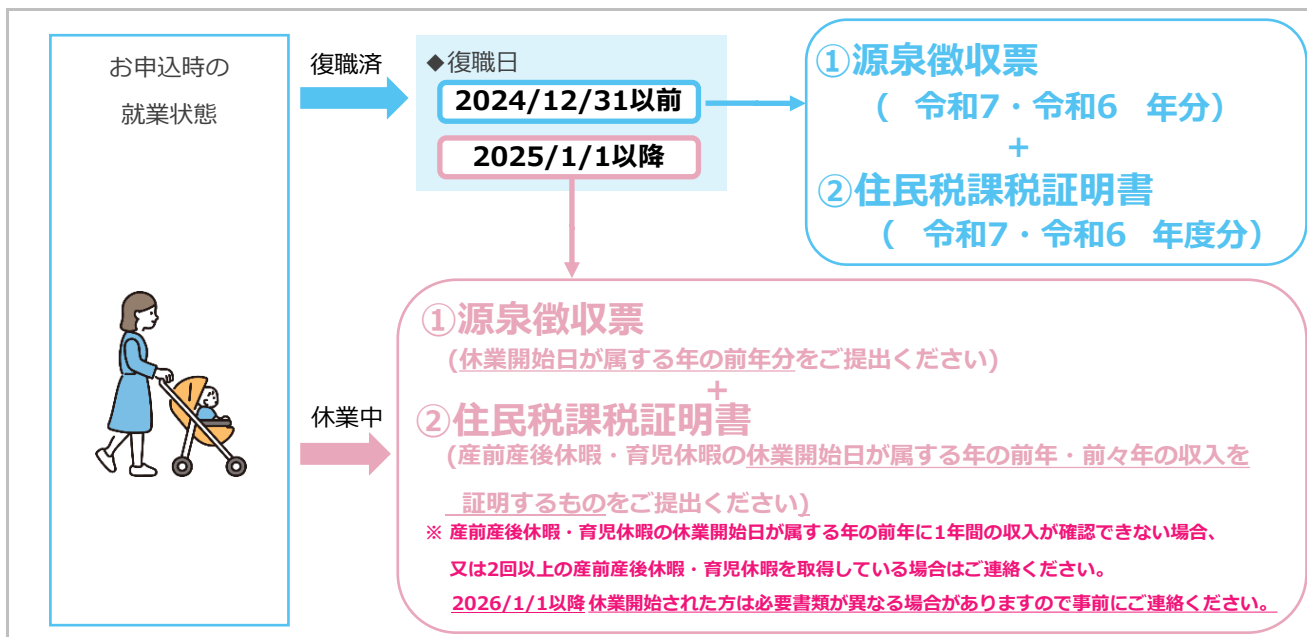 お申込時の
就業状態
復職済
◆復職日
2024/12/31以前
2025/1/1以降
①源泉徴収票
( 令和7・令和6 年分)
+
②住民税課税証明書
( 令和7・令和6 年度分)
休業中
①源泉徴収票
(休業開始日が属する年の前年分をご提出ください)
+
②住民税課税証明書
(産前産後休暇・育児休暇の休業開始日が属する年の前年・前々年の収入を
証明するものをご提出ください)
※ 産前産後休暇・育児休暇の休業開始日が属する年の前年に1年間の収入が確認できない場合、
又は2回以上の産前産後休暇・育児休暇を取得している場合はご連絡ください。
2026/1/1以降 休業開始された方は必要書類が異なる場合がありますので事前にご連絡ください。